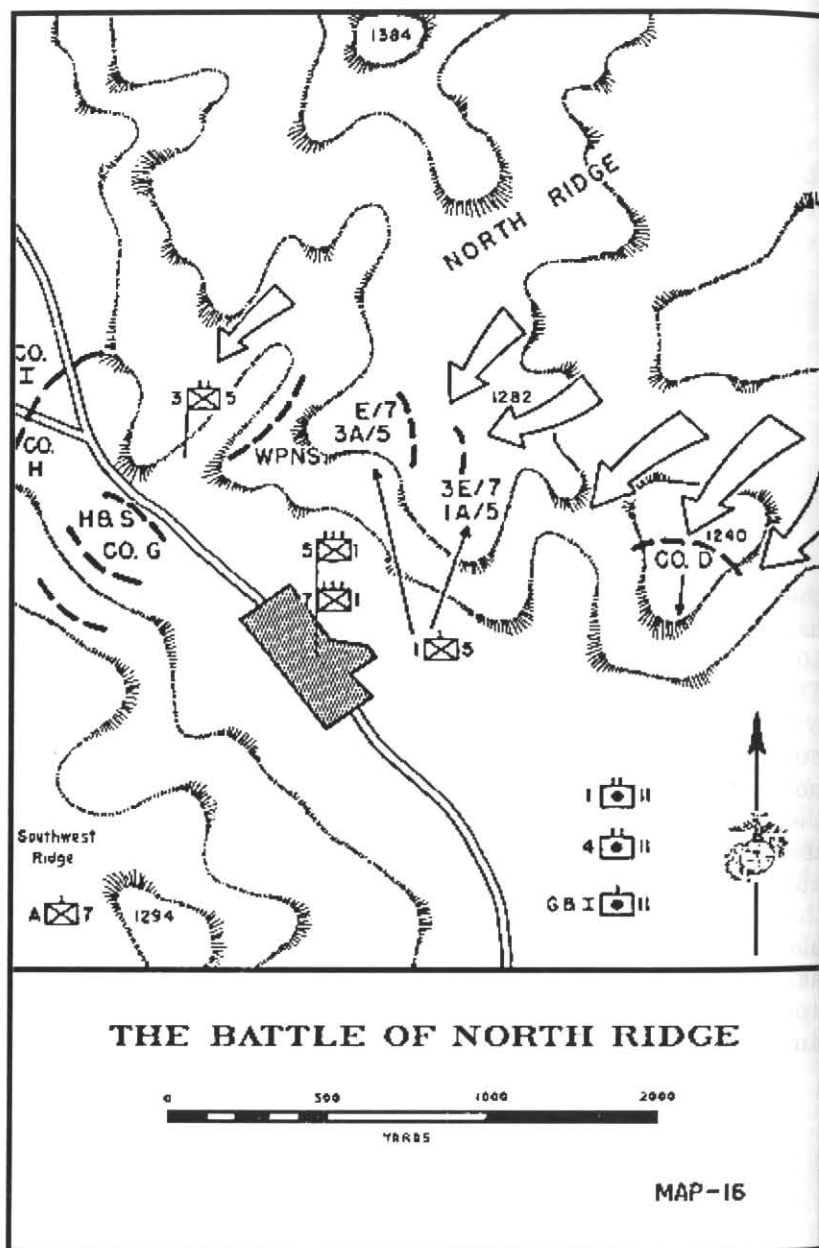 1384
NORTH RIDGE
CO. I
3 5
1282
E/7
3A/5
WPNS
CO. H
3E/7
1A/5
H&S
CO. G
1240
CO. D
5 1
7 1
1 5
1 11
4 11
G&I 11
Southwest
Ridge
A 7
1294
THE BATTLE OF NORTH RIDGE
0 500 1000 2000
YARDS
MAP-16